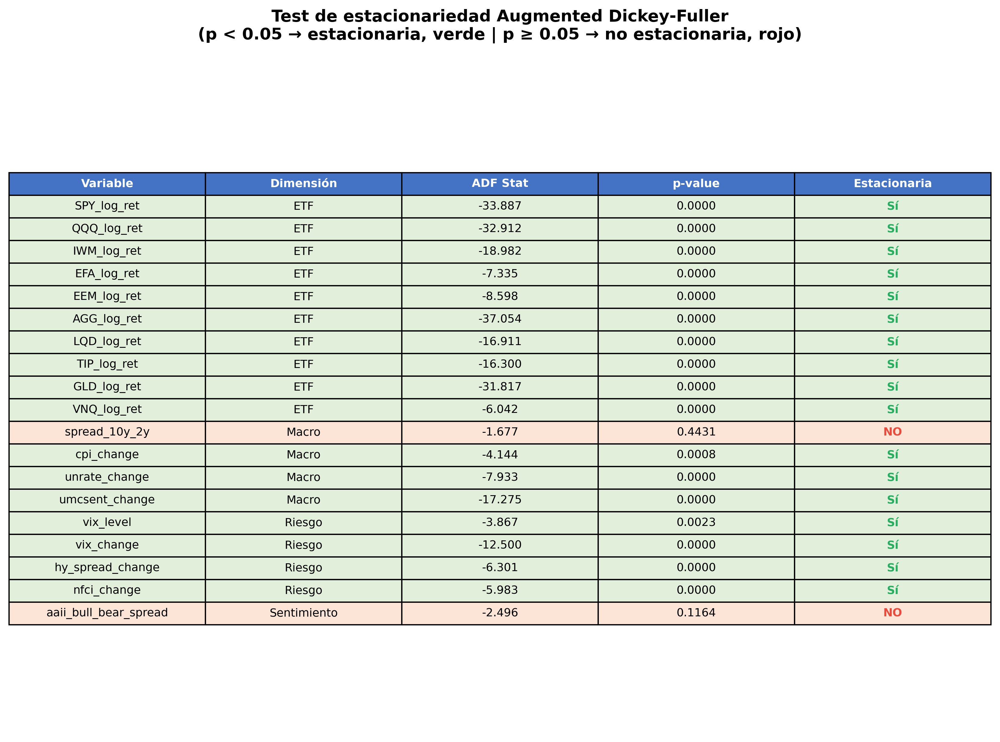 Test de estacionariedad Augmented Dickey-Fuller
(p < 0.05 → estacionaria, verde | p ≥ 0.05 → no estacionaria, rojo)
Variable Dimensión ADF Stat p-value Estacionaria
SPY_log_ret ETF -33.887 0.0000 Sí
QQQ_log_ret ETF -32.912 0.0000 Sí
IWM_log_ret ETF -18.982 0.0000 Sí
EFA_log_ret ETF -7.335 0.0000 Sí
EEM_log_ret ETF -8.598 0.0000 Sí
AGG_log_ret ETF -37.054 0.0000 Sí
LQD_log_ret ETF -16.911 0.0000 Sí
TIP_log_ret ETF -16.300 0.0000 Sí
GLD_log_ret ETF -31.817 0.0000 Sí
VNQ_log_ret ETF -6.042 0.0000 Sí
spread_10y_2y Macro -1.677 0.4431 NO
cpi_change Macro -4.144 0.0008 Sí
unrate_change Macro -7.933 0.0000 Sí
umcsent_change Macro -17.275 0.0000 Sí
vix_level Riesgo -3.867 0.0023 Sí
vix_change Riesgo -12.500 0.0000 Sí
hy_spread_change Riesgo -6.301 0.0000 Sí
nfci_change Riesgo -5.983 0.0000 Sí
aaii_bull_bear_spread Sentimiento -2.496 0.1164 NO